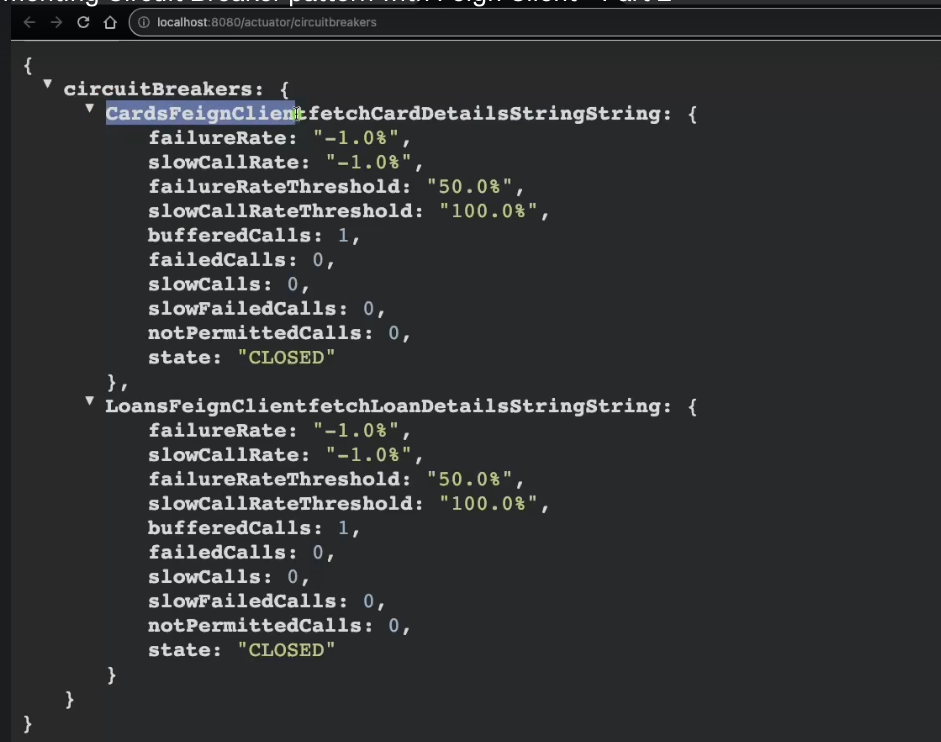 menting Circuit Breaker pattern with Feign Client - Part 2
localhost:8080/actuator/circuitbreakers
{
circuitBreakers: {
CardsFeignClientfetchCardDetailsStringString: {
failureRate: "-1.0%",
slowCallRate: "-1.0%",
failureRateThreshold: "50.0%",
slowCallRateThreshold: "100.0%",
bufferedCalls: 1,
failedCalls: 0,
slowCalls: 0,
slowFailedCalls: 0,
notPermittedCalls: 0,
state: "CLOSED"
},
LoansFeignClientfetchLoanDetailsStringString: {
failureRate: "-1.0%",
slowCallRate: "-1.0%",
failureRateThreshold: "50.0%",
slowCallRateThreshold: "100.0%",
bufferedCalls: 1,
failedCalls: 0,
slowCalls: 0,
slowFailedCalls: 0,
notPermittedCalls: 0,
state: "CLOSED"
}
}
}